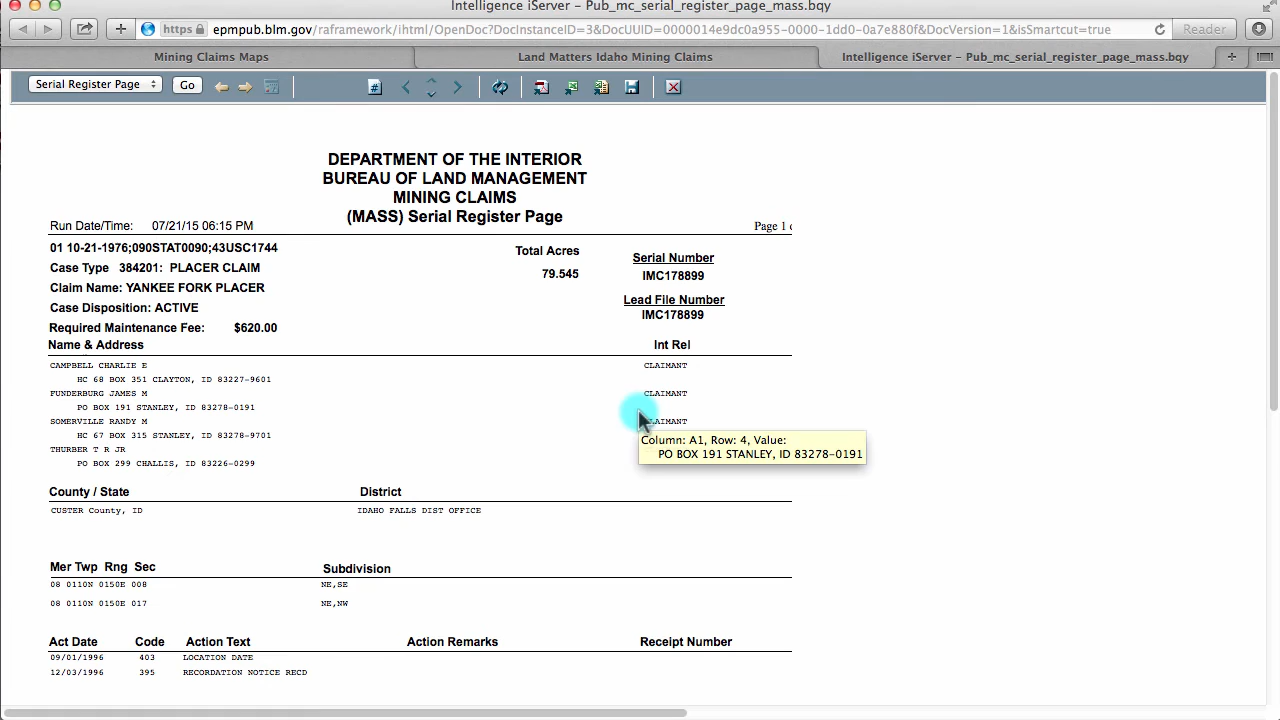 Intelligence iServer - Pub_mc_serial_register_page_mass.bqy
https epmpub.blm.gov/raframework/ihtml/OpenDoc?DocInstanceID=3&DocUUID=0000014e9dc0a955-0000-1dd0-0a7e880f&DocVersion=1&isSmartcut=true Reader
Mining Claims Maps Land Matters Idaho Mining Claims Intelligence iServer - Pub_mc_serial_register_page_mass.bqy
Serial Register Page Go
DEPARTMENT OF THE INTERIOR
BUREAU OF LAND MANAGEMENT
MINING CLAIMS
(MASS) Serial Register Page
Run Date/Time: 07/21/15 06:15 PM Page 1
01 10-21-1976;090STAT0090;43USC1744 Total Acres Serial Number
Case Type 384201: PLACER CLAIM 79.545 IMC178899
Claim Name: YANKEE FORK PLACER Lead File Number
Case Disposition: ACTIVE IMC178899
Required Maintenance Fee: $620.00
Name & Address Int Rel
CAMPBELL CHARLIE E CLAIMANT
HC 68 BOX 351 CLAYTON, ID 83227-9601
FUNDERBURG JAMES M CLAIMANT
PO BOX 191 STANLEY, ID 83278-0191
SOMERVILLE RANDY M CLAIMANT
HC 67 BOX 315 STANLEY, ID 83278-9701
Column: A1, Row: 4, Value:
THURBER T R JR
PO BOX 191 STANLEY, ID 83278-0191
PO BOX 299 CHALLIS, ID 83226-0299
County / State District
CUSTER County, ID IDAHO FALLS DIST OFFICE
Mer Twp Rng Sec Subdivision
08 0110N 0150E 008 NE,SE
08 0110N 0150E 017 NE,NW
Act Date Code Action Text Action Remarks Receipt Number
09/01/1996 403 LOCATION DATE
12/03/1996 395 RECORDATION NOTICE RECD